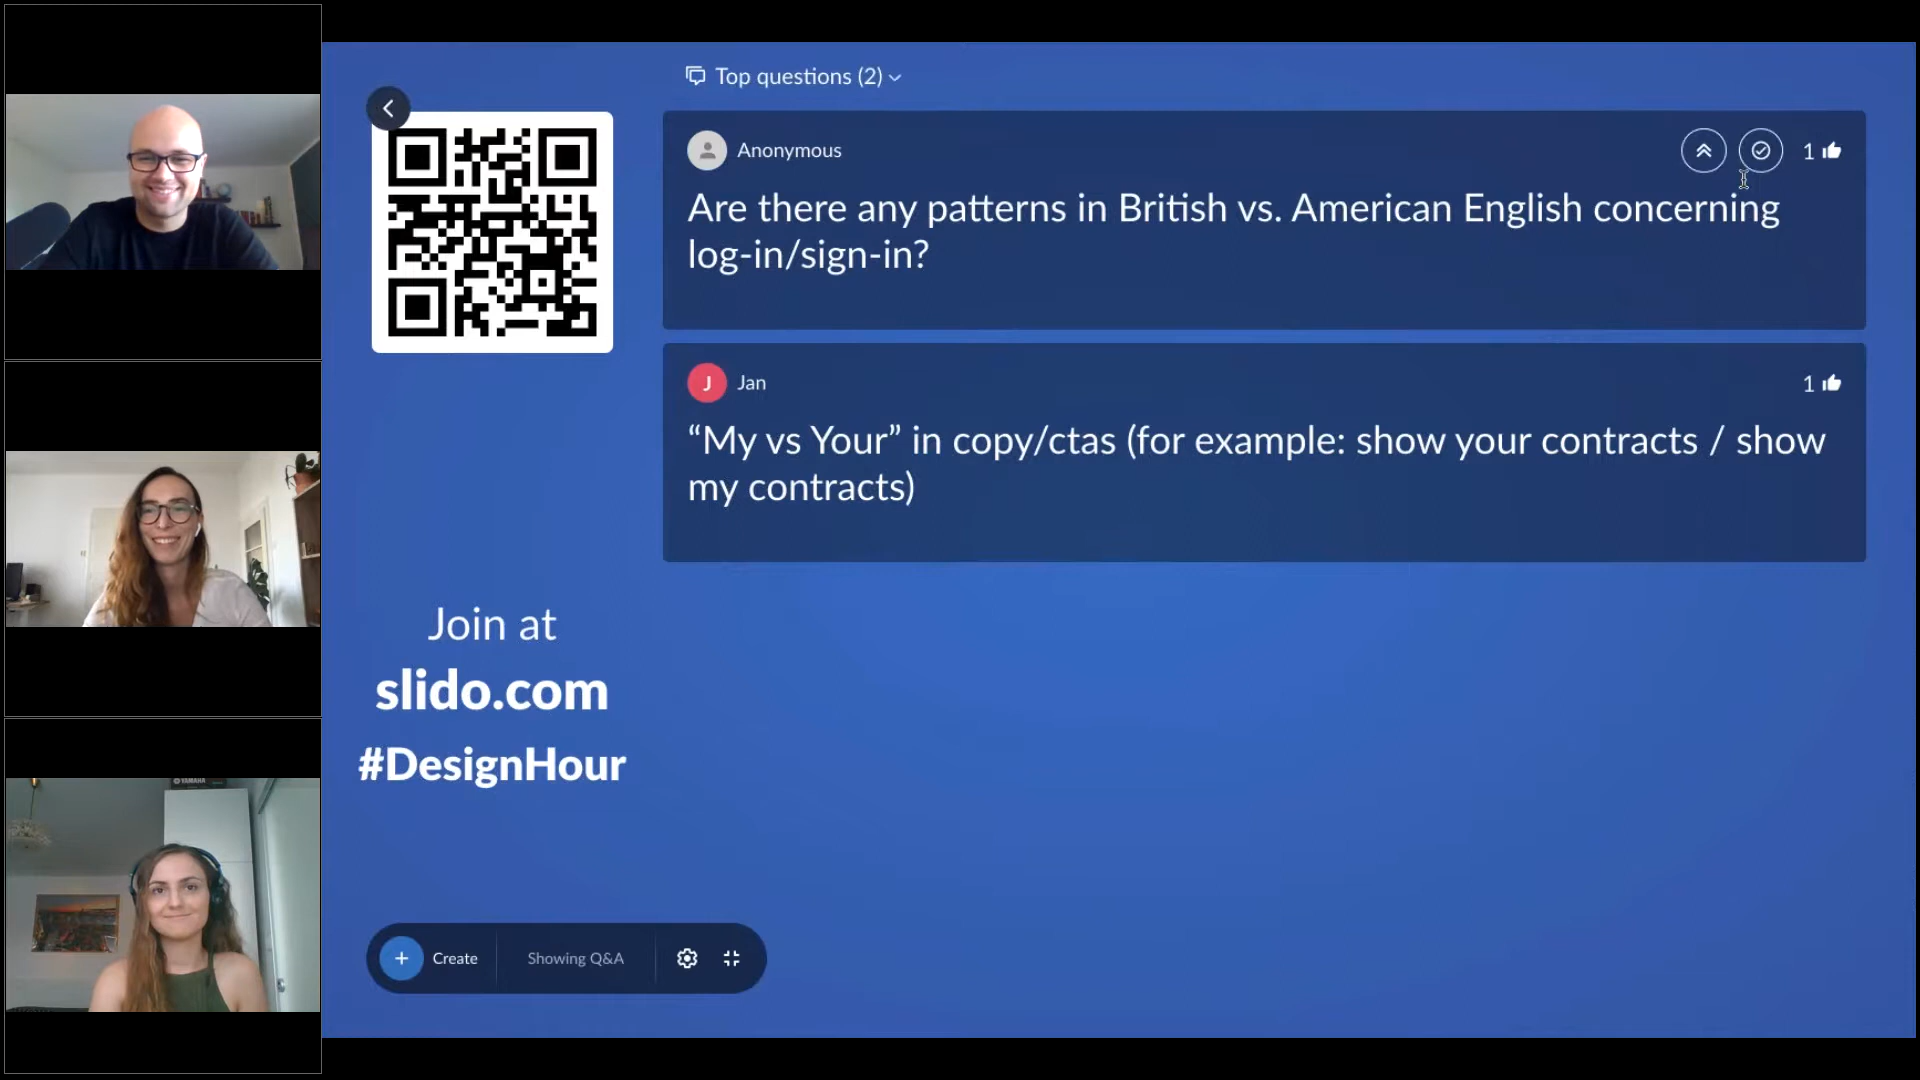 Top questions (2)
Anonymous
1
Are there any patterns in British vs. American English concerning
log-in/sign-in?
J
Jan
1
“My vs Your” in copy/ctas (for example: show your contracts / show
my contracts)
Join at
slido.com
#DesignHour
Create
Showing Q&A
YAMAHA